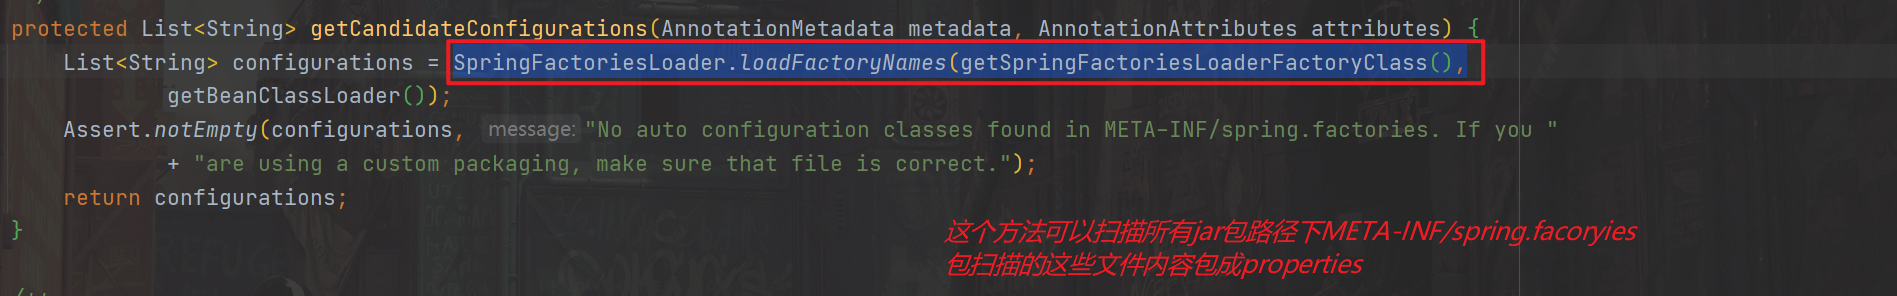 protected List<String> getCandidateConfigurations(AnnotationMetadata metadata, AnnotationAttributes attributes) {
List<String> configurations = SpringFactoriesLoader.loadFactoryNames(getSpringFactoriesLoaderFactoryClass(),
getBeanClassLoader());
Assert.notEmpty(configurations, message: "No auto configuration classes found in META-INF/spring.factories. If you "
+ "are using a custom packaging, make sure that file is correct.");
return configurations;
}
这个方法可以扫描所有jar包路径下META-INF/spring.facoryies
包扫描的这些文件内容包成properties